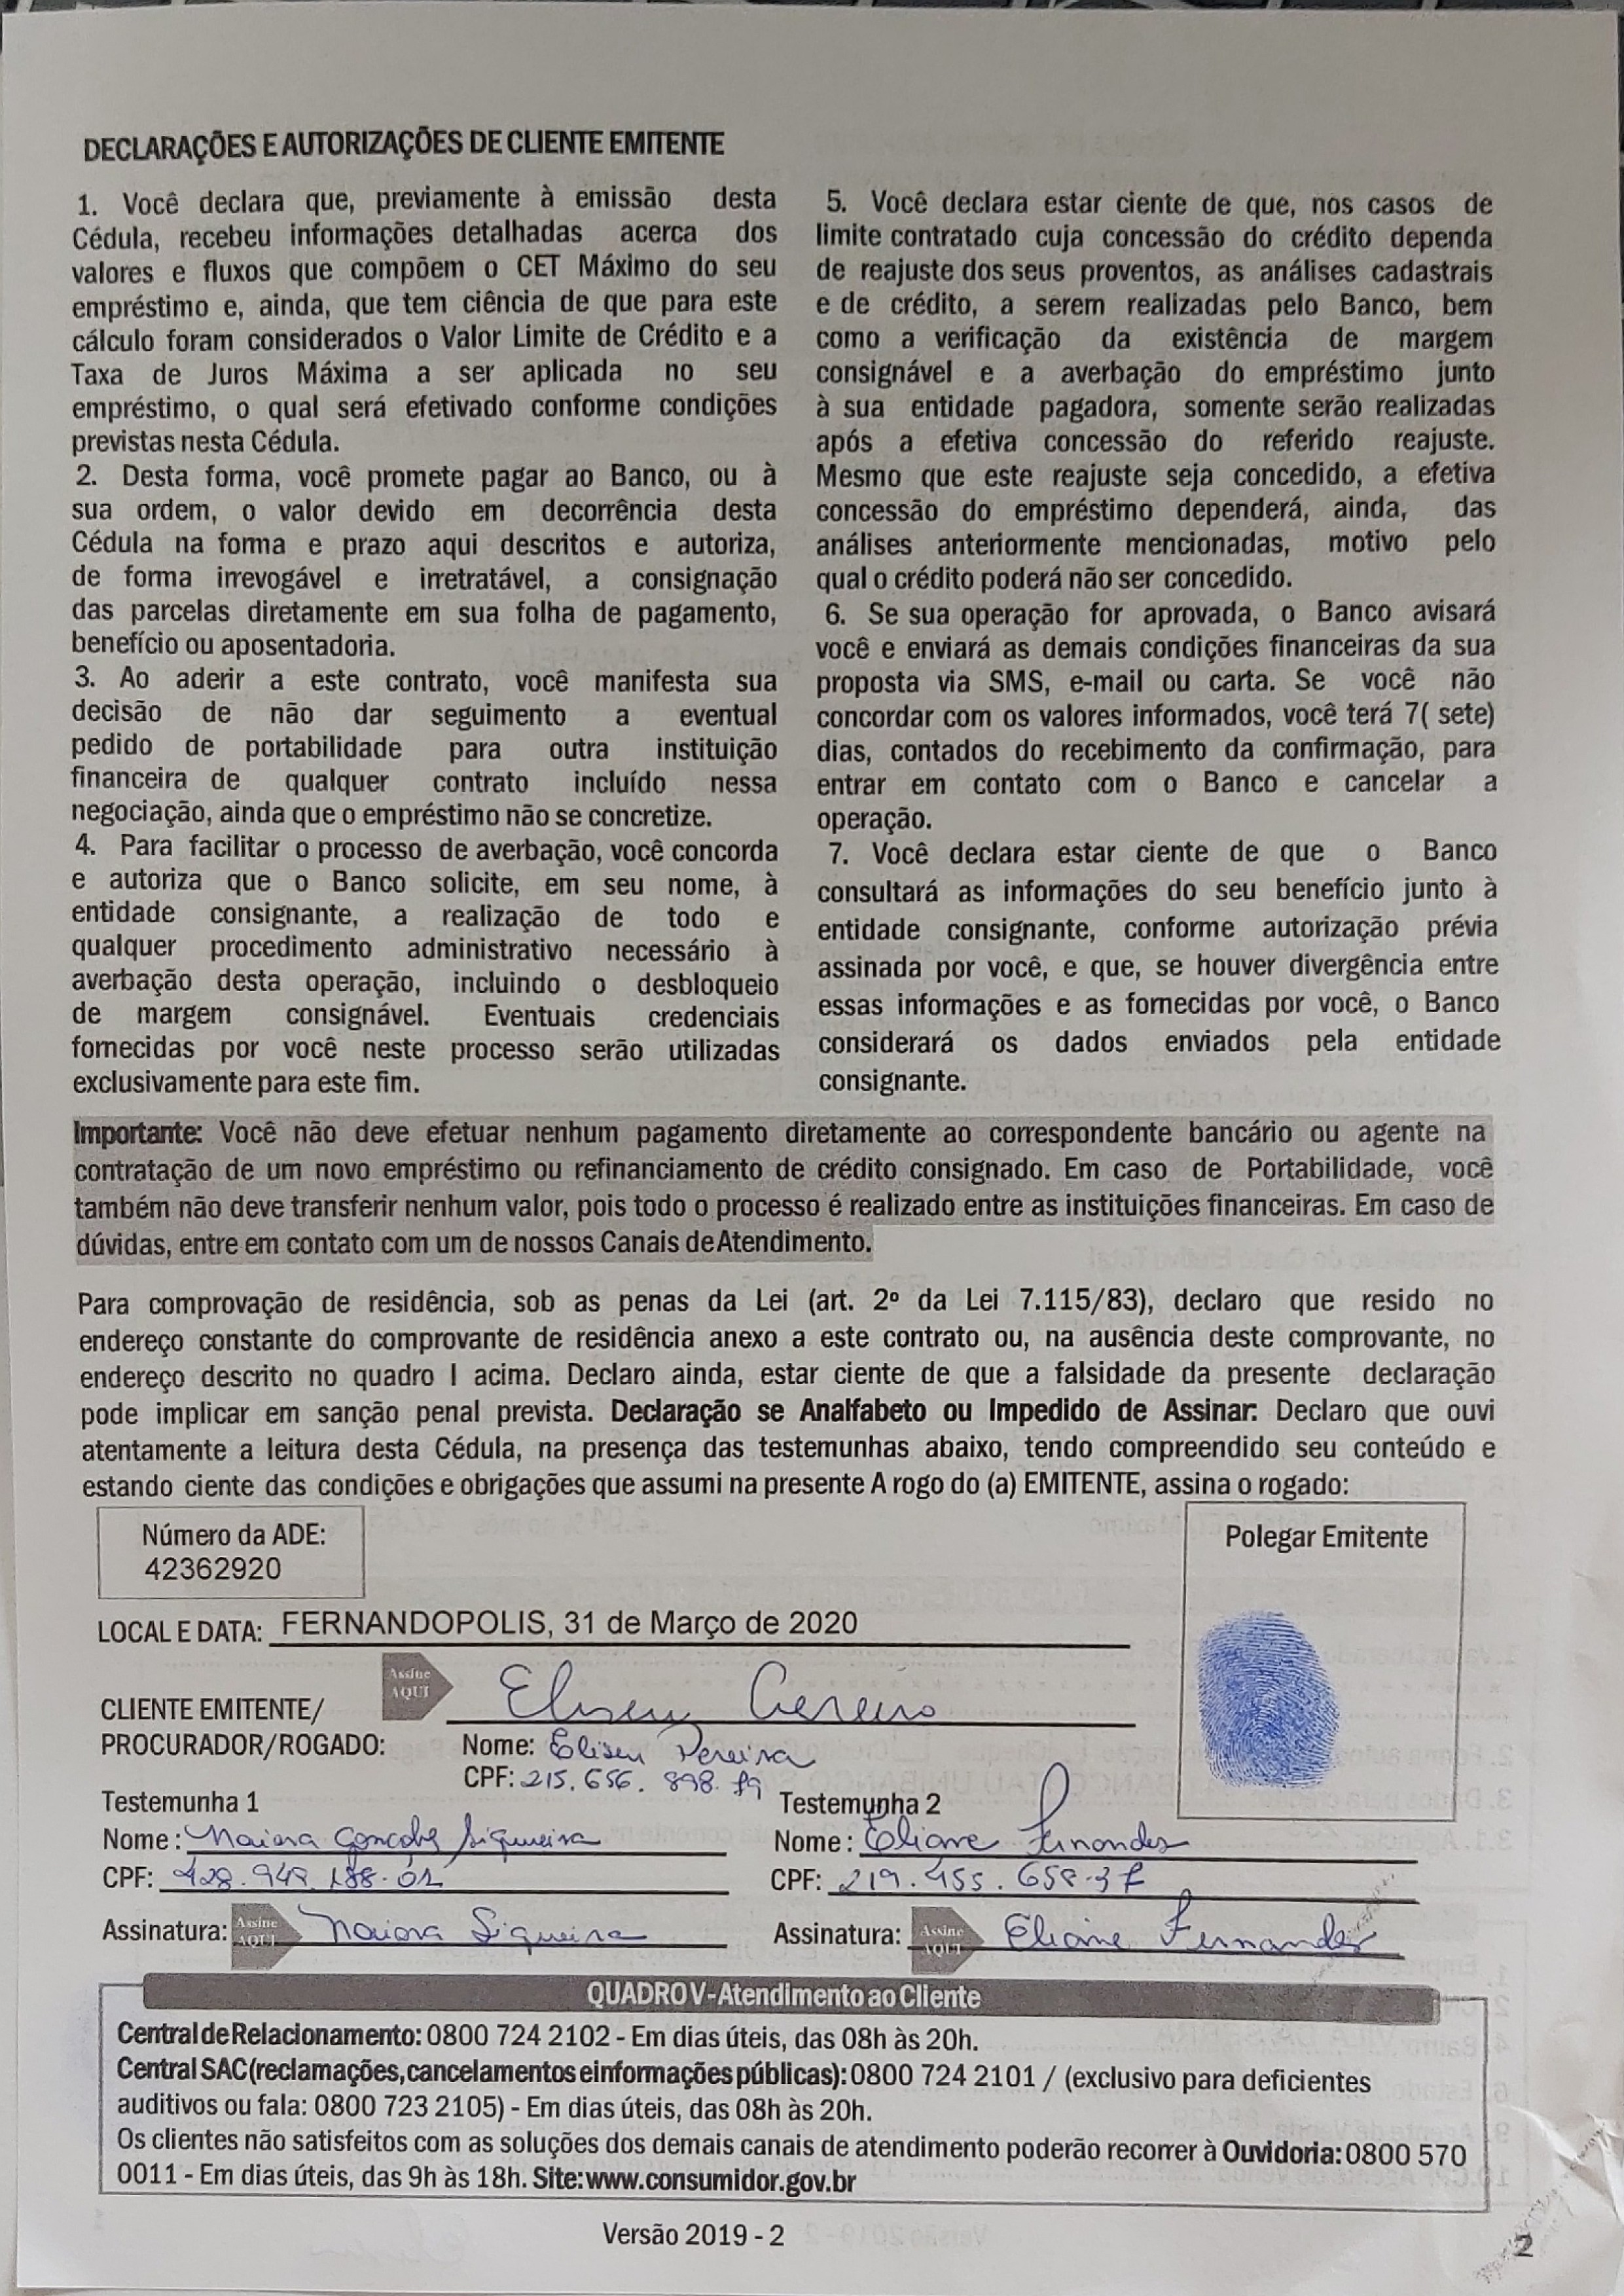 DECLARAÇÕES E AUTORIZAÇÕES DE CLIENTE EMITENTE
1. Você declara que, previamente à emissão desta
Cédula, recebeu informações detalhadas acerca dos
valores e fluxos que compõem o CET Máximo do seu
empréstimo e, ainda, que tem ciência de que para este
cálculo foram considerados o Valor Limite de Crédito e a
Taxa de Juros Máxima a ser aplicada no seu
empréstimo, o qual será efetivado conforme condições
previstas nesta Cédula.
2. Desta forma, você promete pagar ao Banco, ou à
sua ordem, o valor devido em decorrência desta
Cédula na forma e prazo aqui descritos e autoriza,
de forma irrevogável e irretratável, a consignação
das parcelas diretamente em sua folha de pagamento,
benefício ou aposentadoria.
3. Ao aderir a este contrato, você manifesta sua
decisão de não dar seguimento a eventual
pedido de portabilidade para outra instituição
financeira de qualquer contrato incluído nessa
negociação, ainda que o empréstimo não se concretize.
4. Para facilitar o processo de averbação, você concorda
e autoriza que o Banco solicite, em seu nome, à
entidade consignante, a realização de todo e
qualquer procedimento administrativo necessário à
averbação desta operação, incluindo o desbloqueio
de margem consignável. Eventuais credenciais
fornecidas por você neste processo serão utilizadas
exclusivamente para este fim.
5. Você declara estar ciente de que, nos casos de
limite contratado cuja concessão do crédito dependa
de reajuste dos seus proventos, as análises cadastrais
e de crédito, a serem realizadas pelo Banco, bem
como a verificação da existência de margem
consignável e a averbação do empréstimo junto
à sua entidade pagadora, somente serão realizadas
após a efetiva concessão do referido reajuste.
Mesmo que este reajuste seja concedido, a efetiva
concessão do empréstimo dependerá, ainda, das
análises anteriormente mencionadas, motivo pelo
qual o crédito poderá não ser concedido.
6. Se sua operação for aprovada, o Banco avisará
você e enviará as demais condições financeiras da sua
proposta via SMS, e-mail ou carta. Se você não
concordar com os valores informados, você terá 7( sete)
dias, contados do recebimento da confirmação, para
entrar em contato com o Banco e cancelar a
operação.
7. Você declara estar ciente de que o Banco
consultará as informações do seu benefício junto à
entidade consignante, conforme autorização prévia
assinada por você, e que, se houver divergência entre
essas informações e as fornecidas por você, o Banco
considerará os dados enviados pela entidade
consignante.
Importante: Você não deve efetuar nenhum pagamento diretamente ao correspondente bancário ou agente na
contratação de um novo empréstimo ou refinanciamento de crédito consignado. Em caso de Portabilidade, você
também não deve transferir nenhum valor, pois todo o processo é realizado entre as instituições financeiras. Em caso de
dúvidas, entre em contato com um de nossos Canais de Atendimento.
Para comprovação de residência, sob as penas da Lei (art. 2º da Lei 7.115/83), declaro que resido no
endereço constante do comprovante de residência anexo a este contrato ou, na ausência deste comprovante, no
endereço descrito no quadro I acima. Declaro ainda, estar ciente de que a falsidade da presente declaração
pode implicar em sanção penal prevista. Declaração se Analfabeto ou Impedido de Assinar: Declaro que ouvi
atentamente a leitura desta Cédula, na presença das testemunhas abaixo, tendo compreendido seu conteúdo e
estando ciente das condições e obrigações que assumi na presente A rogo do (a) EMITENTE, assina o rogado:
Número da ADE:
42362920
Polegar Emitente
LOCAL E DATA: FERNANDOPOLIS, 31 de Março de 2020
Assine
AQUI
CLIENTE EMITENTE/
PROCURADOR/ROGADO:
Eliseu Pereira
Nome: Eliseu Pereira
CPF: 215.656.898.89
Testemunha 1
Nome: Naiara Gonçalves Siqueira
CPF: 428.948.188-01
Assinatura: Assine AQUI Naiara Siqueira
Testemunha 2
Nome: Eliane Fernandes
CPF: 219.455.658-37
Assinatura: Assine AQUI Eliane Fernandes
QUADRO V - Atendimento ao Cliente
Central de Relacionamento: 0800 724 2102 - Em dias úteis, das 08h às 20h.
Central SAC (reclamações, cancelamentos e informações públicas): 0800 724 2101 / (exclusivo para deficientes
auditivos ou fala: 0800 723 2105) - Em dias úteis, das 08h às 20h.
Os clientes não satisfeitos com as soluções dos demais canais de atendimento poderão recorrer à Ouvidoria: 0800 570
0011 - Em dias úteis, das 9h às 18h. Site: www.consumidor.gov.br
Versão 2019 - 2
2